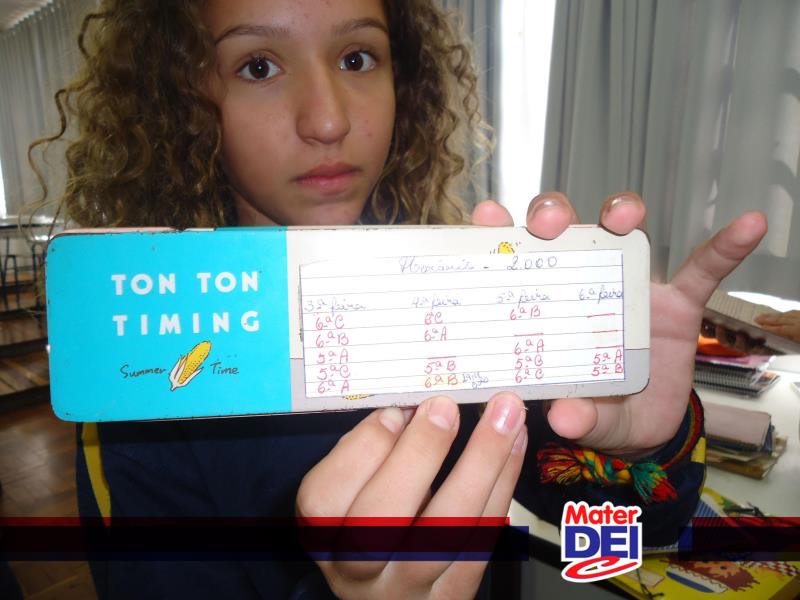 TON TON
TIMING
Summer Time
Horário - 2.000
3ª feira 4ª feira 5ª feira 6ª feira
6ª C 6ª C 6ª B —
6ª B 6ª A — —
5ª A — 6ª A —
5ª C 5ª B 5ª C 5ª A
6ª A 6ª B 6ª C 5ª B
Mater
DEI